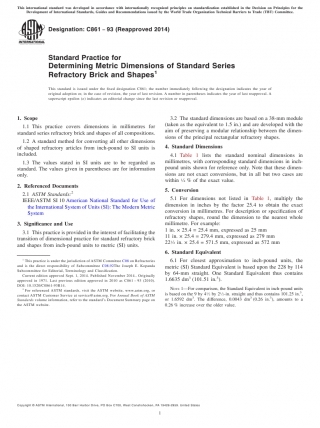 This international standard was developed in accordance with internationally recognized principles on standardization established in the Decision on Principles for the
Development of International Standards, Guides and Recommendations issued by the World Trade Organization Technical Barriers to Trade (TBT) Committee.
Designation: C861 – 93 (Reapproved 2014)
Standard Practice for
Determining Metric Dimensions of Standard Series
Refractory Brick and Shapes1
This standard is issued under the fixed designation C861; the number immediately following the designation indicates the year of
original adoption or, in the case of revision, the year of last revision. A number in parentheses indicates the year of last reapproval. A
superscript epsilon (´) indicates an editorial change since the last revision or reapproval.
1. Scope
1.1 This practice covers dimensions in millimeters for
standard series refractory brick and shapes of all compositions.
1.2 A standard method for converting all other dimensions
of shaped refractory articles from inch-pound to SI units is
included.
1.3 The values stated in SI units are to be regarded as
standard. The values given in parentheses are for information
only.
2. Referenced Documents
2.1 ASTM Standards:2
IEEE/ASTM SI 10 American National Standard for Use of
the International System of Units (SI): The Modern Metric
System
3. Significance and Use
3.1 This practice is provided in the interest of facilitating the
transition of dimensional practice for standard refractory brick
and shapes from inch-pound units to metric (SI) units.
1 This practice is under the jurisdiction of ASTM Committee C08 on Refractories
and is the direct responsibility of Subcommittee
Subcommittee for Editorial, Terminology and Classification.
Current edition approved Sept. 1, 2014. Published November 2014. Originally
approved in 1977. Last previous edition approved in 2010 as C861 – 93 (2010).
DOI: 10.1520/C0861-93R14.
2 For referenced ASTM standards, visit the ASTM website, www.astm.org, or
contact ASTM Customer Service at service@astm.org. For Annual Book of ASTM
Standards volume information, refer to the standard's Document Summary page on
the ASTM website.
3.2 The standard dimensions are based on a 38-mm module
(taken as the equivalent to 1.5 in.) and are developed with the
aim of preserving a modular relationship between the dimen-
sions of the principal rectangular refractory shapes.
4. Standard Dimensions
4.1 Table 1 lists the standard nominal dimensions in
millimeters, with corresponding standard dimensions in inch-
pound units shown for reference only. Note that these dimen-
sions are not exact conversions, but in all but two cases are
within ½ % of the exact value.
5. Conversion
5.1 For dimensions not listed in Table 1, multiply the
dimension in inches by the factor 25.4 to obtain the exact
conversion in millimeters. For description or specification of
refractory shapes, round the dimension to the nearest whole
millimetre. For example:
1 in. × 25.4 = 25.4 mm, expressed as 25 mm
11 in. × 25.4 = 279.4 mm, expressed as 279 mm
22½ in. × 25.4 = 571.5 mm, expressed as 572 mm
6. Standard Equivalent
6.1 For closest approximation to inch-pound units, the
metric (SI) Standard Equivalent is based upon the 228 by 114
by 64-mm straight. One Standard Equivalent thus contains
1.6635 dm3 (101.51 in.3).
NOTE 1—For comparison, the Standard Equivalent in inch-pound units
is based on the 9 by 4½ by 2½-in. straight and thus contains 101.25 in.3,
or 1.6592 dm3. The difference, 0.0043 dm3 (0.26 in.3), amounts to a
0.26 % increase over the older value.
Copyright © ASTM International, 100 Barr Harbor Drive, PO Box C700, West Conshohocken, PA 19428-2959. United States
1